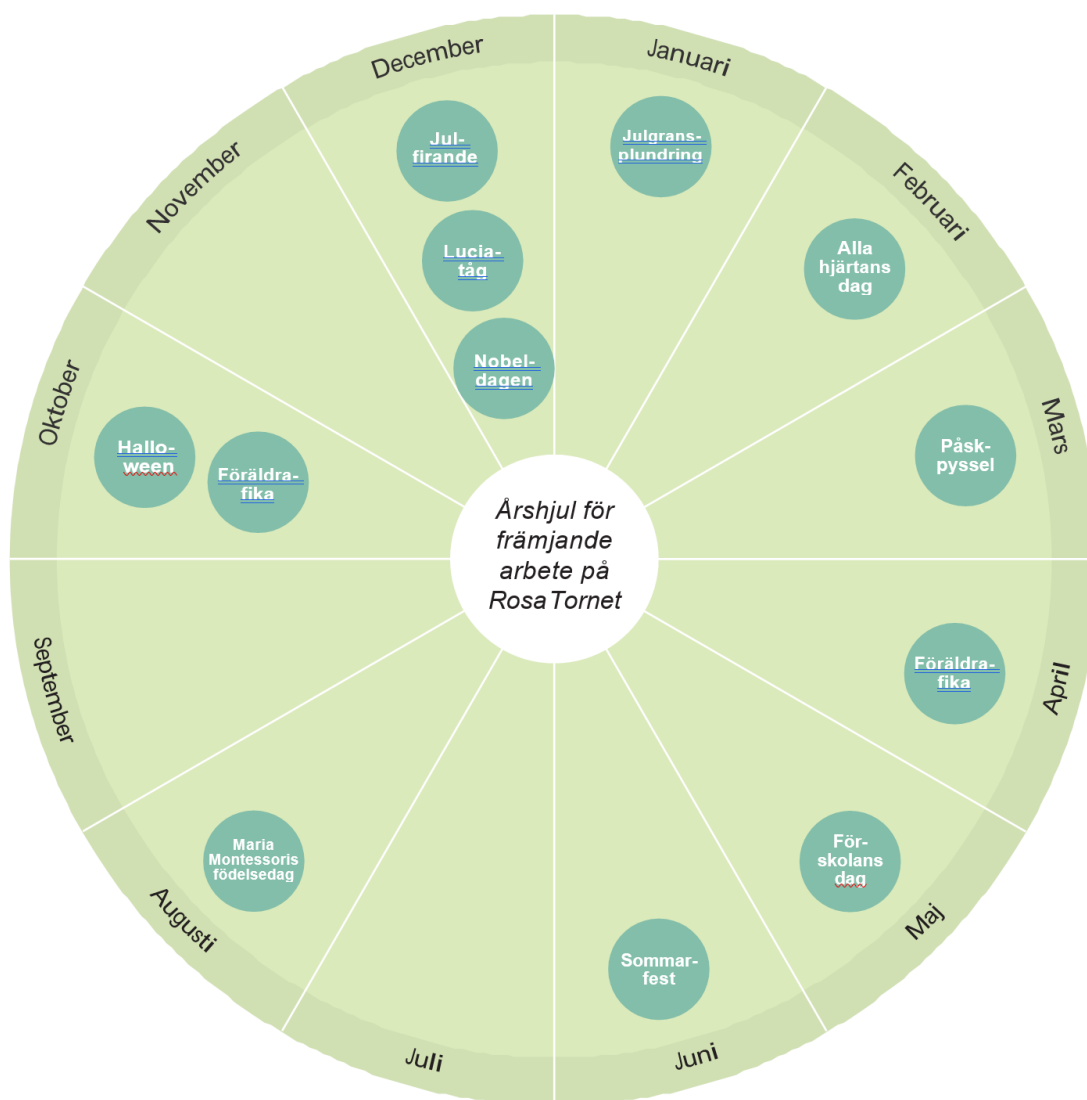 Januari
Julgrans-
plundring
Februari
Alla
hjärtans
dag
Mars
Påsk-
pyssel
April
Föräldra-
fika
Maj
För-
skolans
dag
Juni
Sommar-
fest
Juli
Augusti
Maria
Montessoris
födelsedag
September
Oktober
Hallo-
ween
Föräldra-
fika
November
December
Jul-
firande
Lucia-
tåg
Nobel-
dagen
Årshjul för
främjande
arbete på
Rosa Tornet